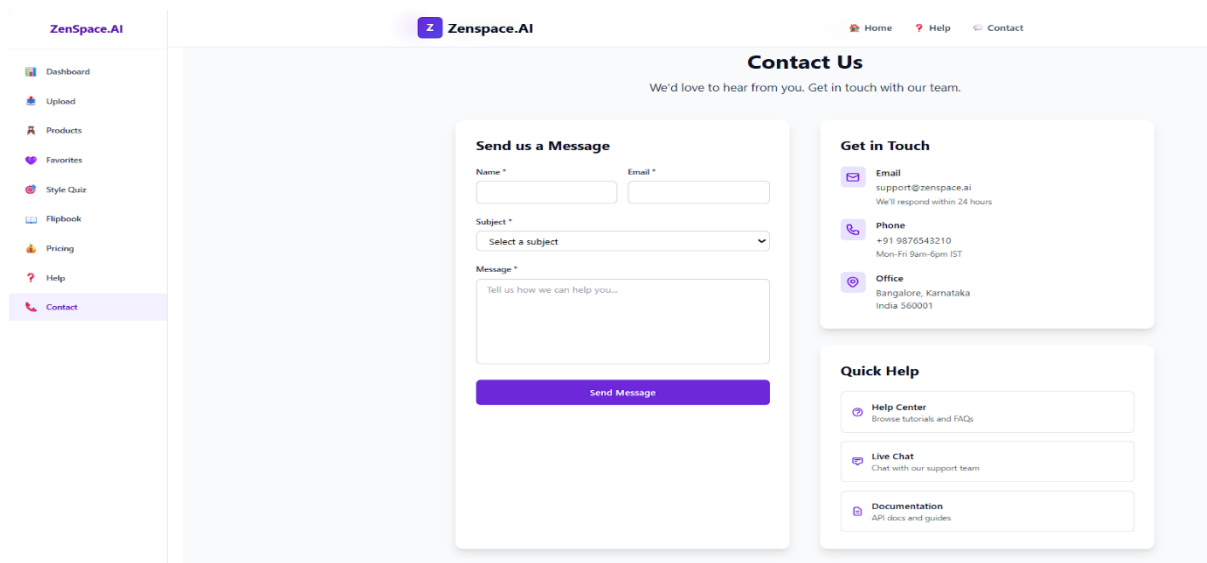 ZenSpace.AI
Dashboard
Upload
Products
Favorites
Style Quiz
Flipbook
Pricing
Help
Contact
Z Zenspace.AI
Home Help Contact
Contact Us
We'd love to hear from you. Get in touch with our team.
Send us a Message
Name * Email *
Subject *
Select a subject
Message *
Tell us how we can help you...
Send Message
Get in Touch
Email
support@zenspace.ai
We'll respond within 24 hours
Phone
+91 9876543210
Mon-Fri 9am-6pm IST
Office
Bangalore, Karnataka
India 560001
Quick Help
Help Center
Browse tutorials and FAQs
Live Chat
Chat with our support team
Documentation
API docs and guides